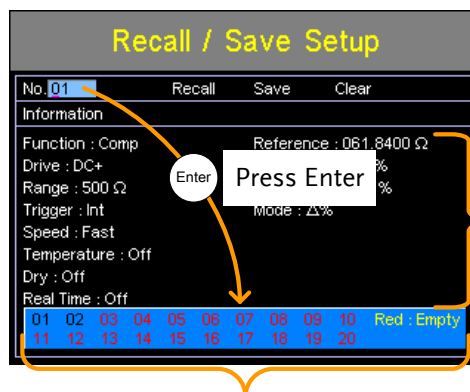 Recall / Save Setup
No.01 Recall Save Clear
Information
Function : Comp Reference : 061.8400 Ω
Drive : DC+ %
Range : 500 Ω %
Trigger : Int Mode : Δ%
Speed : Fast
Temperature : Off
Dry : Off
Real Time : Off
Enter
Press Enter
01 02 03 04 05 06 07 08 09 10 Red : Empty
11 12 13 14 15 16 17 18 19 20